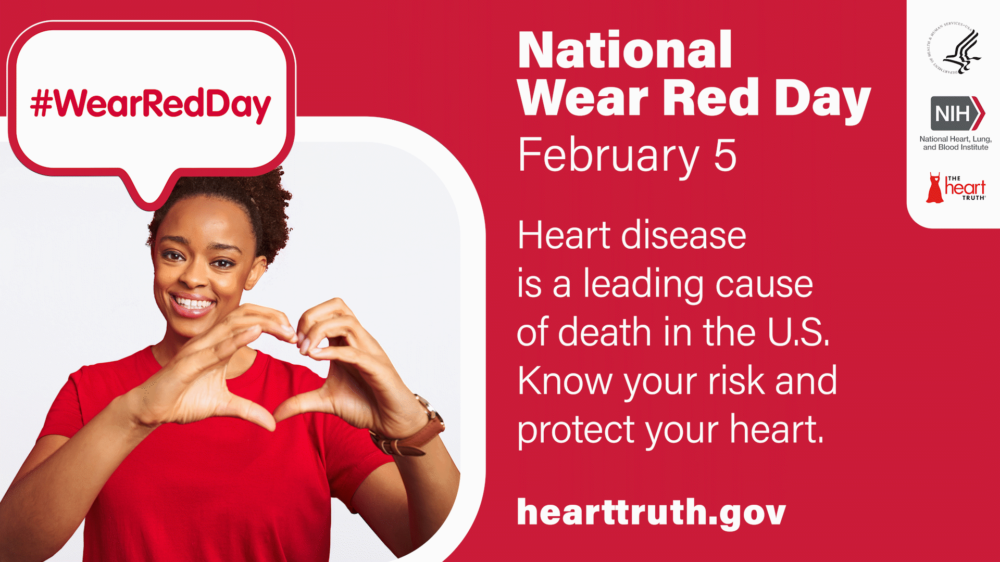 #WearRedDay
National
Wear Red Day
February 5
Heart disease
is a leading cause
of death in the U.S.
Know your risk and
protect your heart.
hearttruth.gov
DEPARTMENT OF HEALTH & HUMAN SERVICES • USA
NIH
National Heart, Lung,
and Blood Institute
THE
heart
TRUTH®